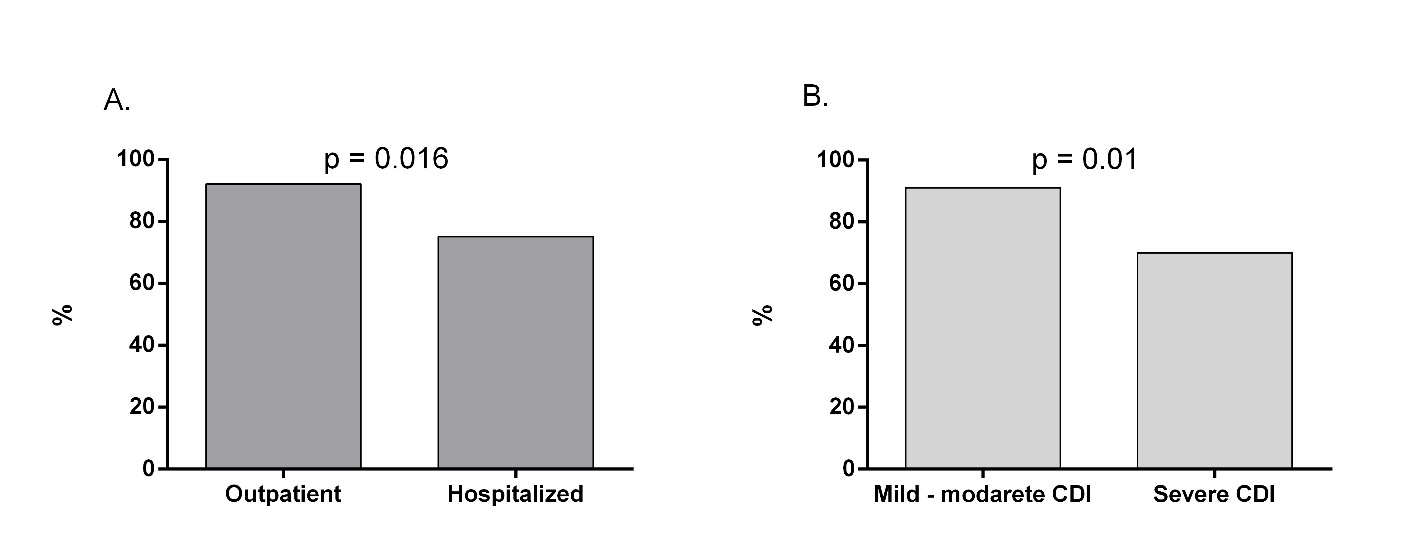 A.
p = 0.016
100
80
60
40
20
0
%
Outpatient
Hospitalized
B.
p = 0.01
100
80
60
40
20
0
%
Mild - modarete CDI
Severe CDI